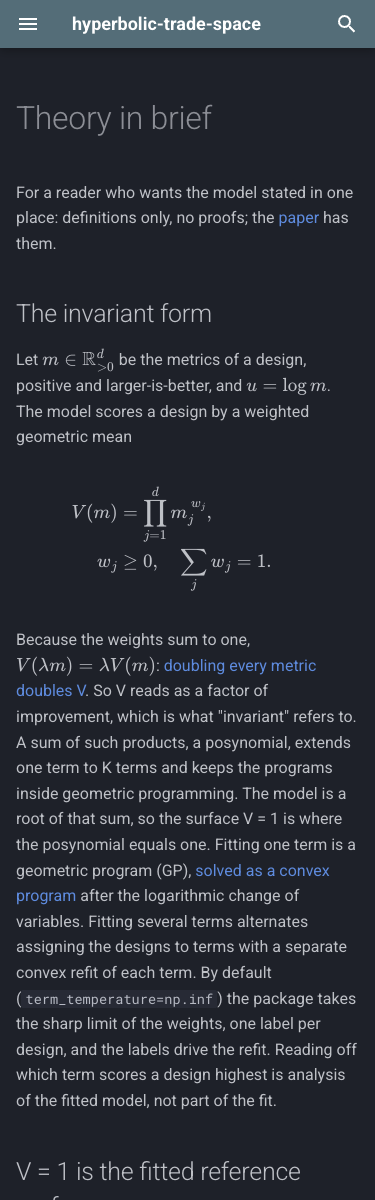 hyperbolic-trade-space
Theory in brief
For a reader who wants the model stated in one
place: definitions only, no proofs; the paper has
them.
The invariant form
Let m ∈ ℝ^d_{>0} be the metrics of a design,
positive and larger-is-better, and u = log m.
The model scores a design by a weighted
geometric mean
V(m) = ∏_{j=1}^{d} m_j^{w_j},
w_j ≥ 0, ∑_j w_j = 1.
Because the weights sum to one,
V(λm) = λV(m): doubling every metric
doubles V. So V reads as a factor of
improvement, which is what "invariant" refers to.
A sum of such products, a posynomial, extends
one term to K terms and keeps the programs
inside geometric programming. The model is a
root of that sum, so the surface V = 1 is where
the posynomial equals one. Fitting one term is a
geometric program (GP), solved as a convex
program after the logarithmic change of
variables. Fitting several terms alternates
assigning the designs to terms with a separate
convex refit of each term. By default
(term_temperature=np.inf) the package takes
the sharp limit of the weights, one label per
design, and the labels drive the refit. Reading off
which term scores a design highest is analysis
of the fitted model, not part of the fit.
V = 1 is the fitted reference